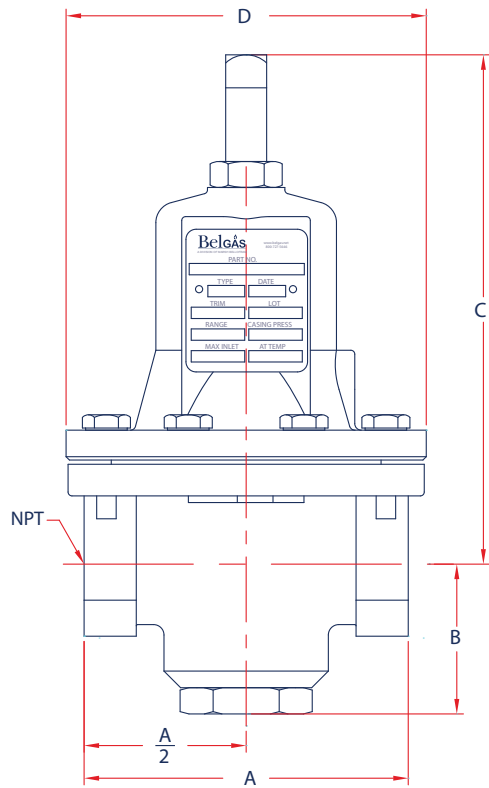 D
BelGAS
PART NO.
TYPE DATE
TRIM LOT
RANGE CASING PRESS
MAX INLET AT TEMP
C
NPT
B
A
2
A